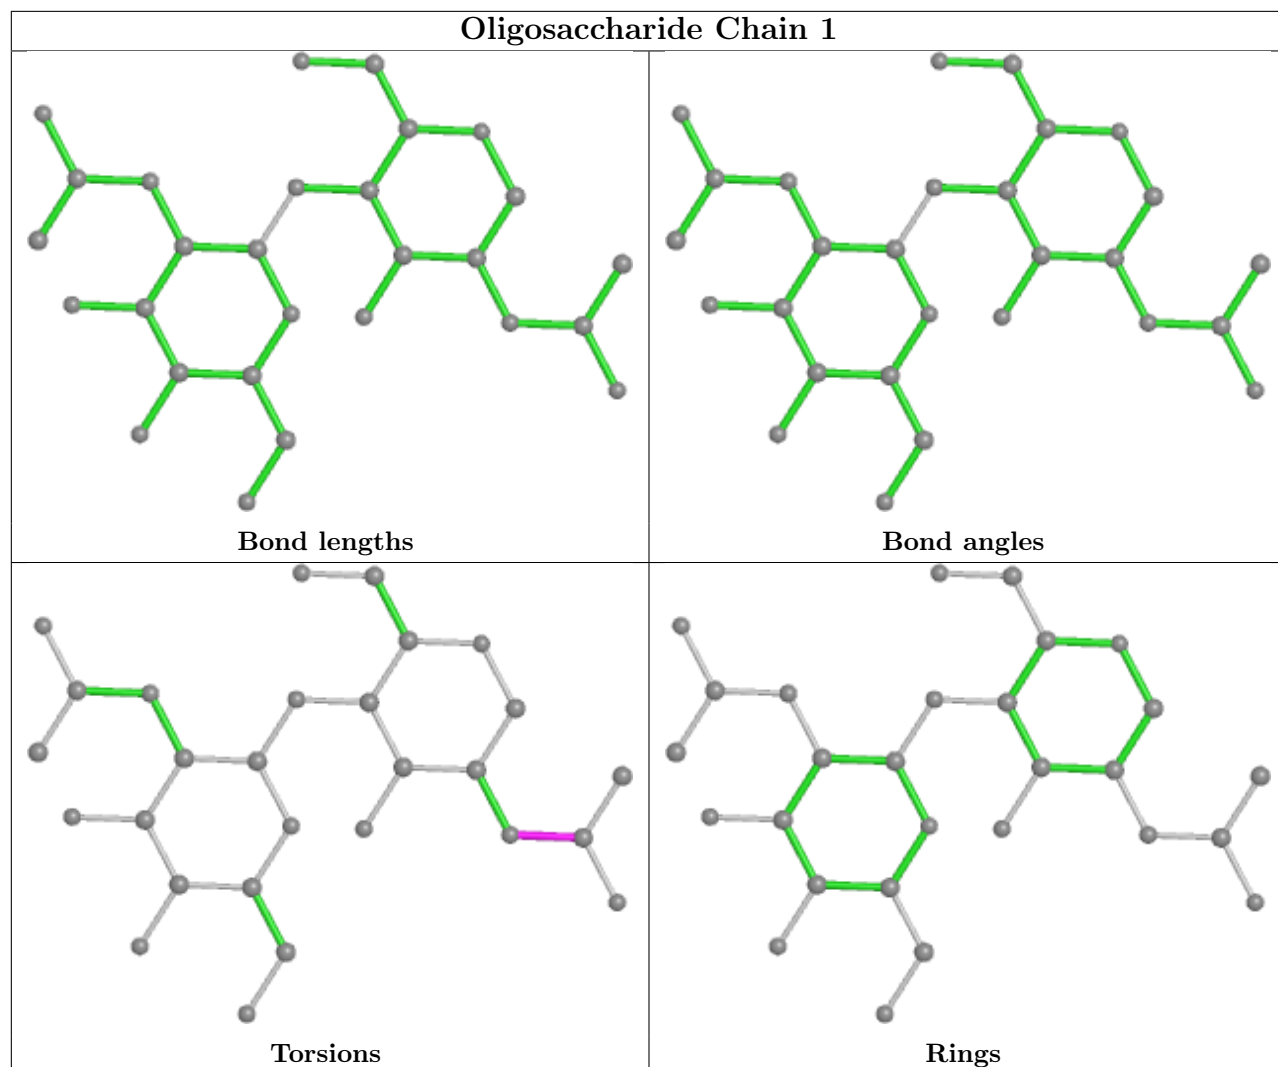 Oligosaccharide Chain 1
Bond lengths
Bond angles
Torsions
Rings